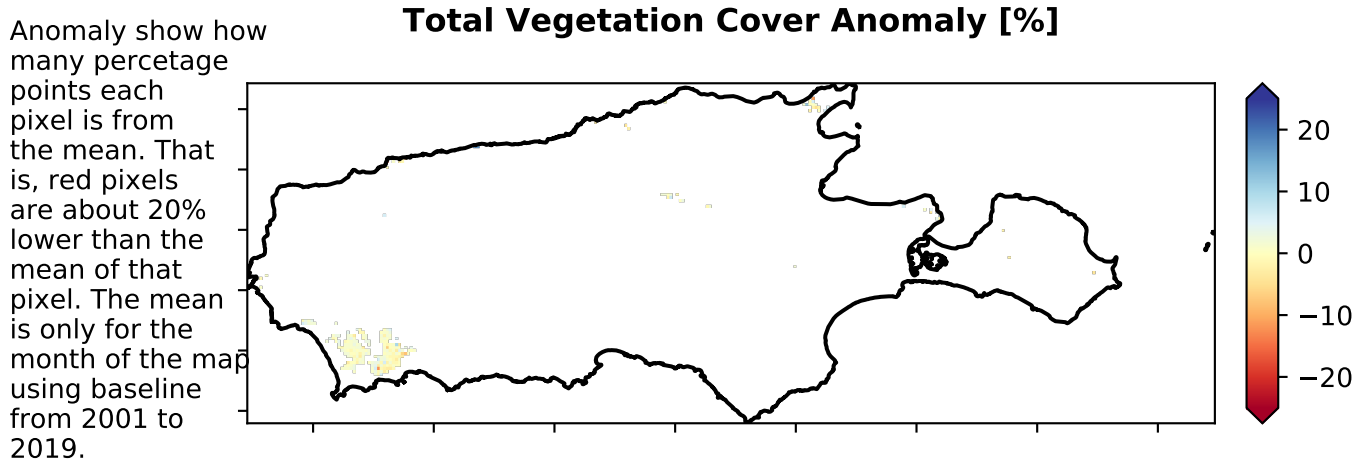 Total Vegetation Cover Anomaly [%]
Anomaly show how
many percetage
points each
pixel is from
the mean. That
is, red pixels
are about 20%
lower than the
mean of that
pixel. The mean
is only for the
month of the map
using baseline
from 2001 to
2019.
20
10
0
−10
−20